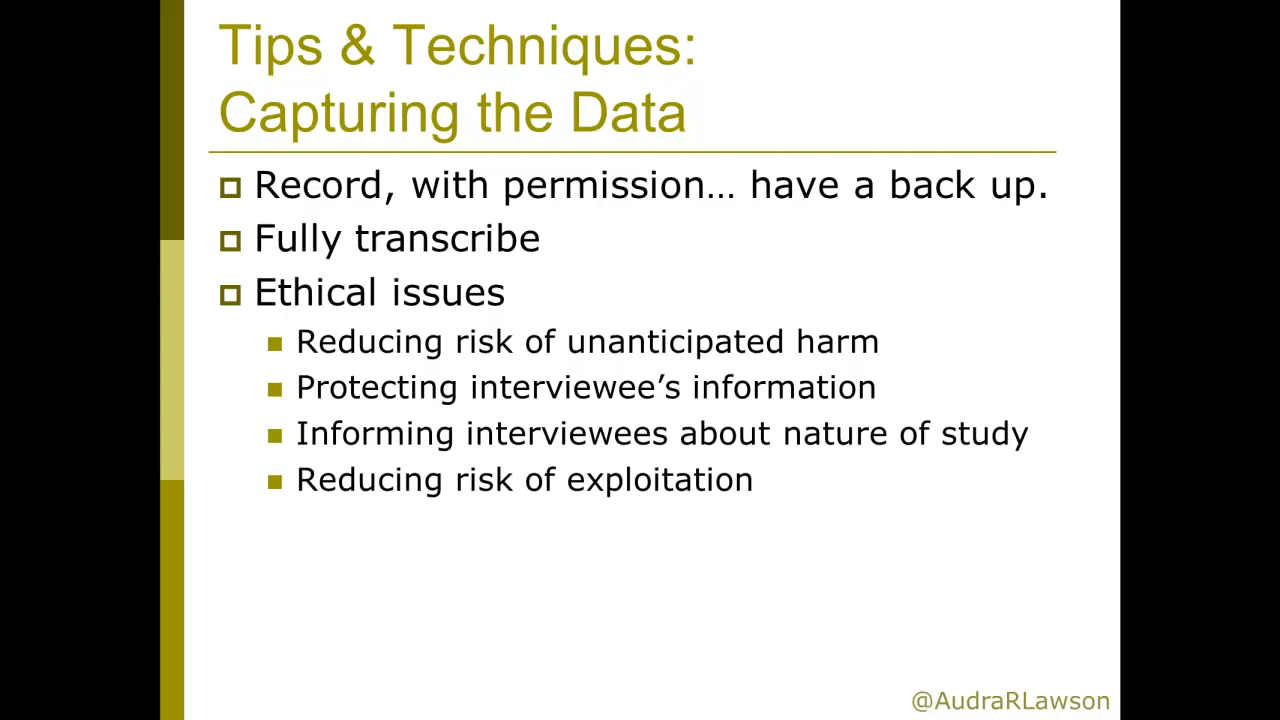 Tips & Techniques:
Capturing the Data
Record, with permission… have a back up.
Fully transcribe
Ethical issues
Reducing risk of unanticipated harm
Protecting interviewee’s information
Informing interviewees about nature of study
Reducing risk of exploitation
@AudraRLawson